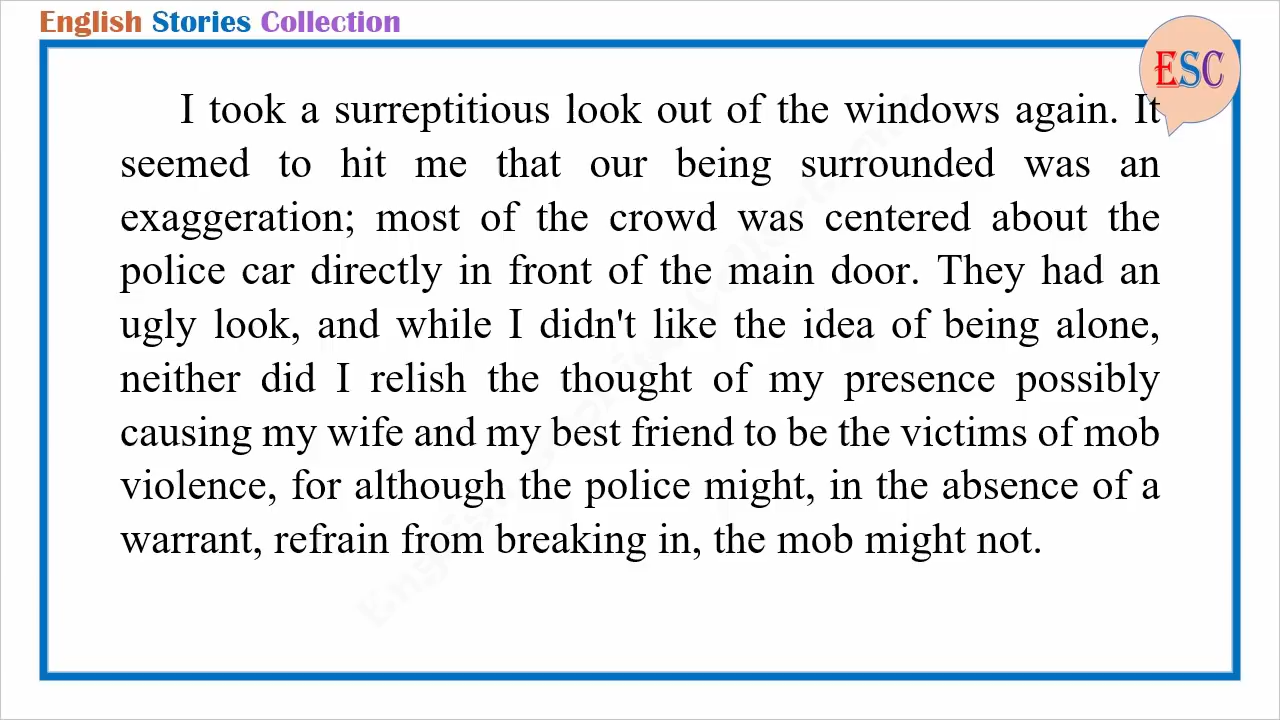 English Stories Collection
ESC
I took a surreptitious look out of the windows again. It
seemed to hit me that our being surrounded was an
exaggeration; most of the crowd was centered about the
police car directly in front of the main door. They had an
ugly look, and while I didn't like the idea of being alone,
neither did I relish the thought of my presence possibly
causing my wife and my best friend to be the victims of mob
violence, for although the police might, in the absence of a
warrant, refrain from breaking in, the mob might not.